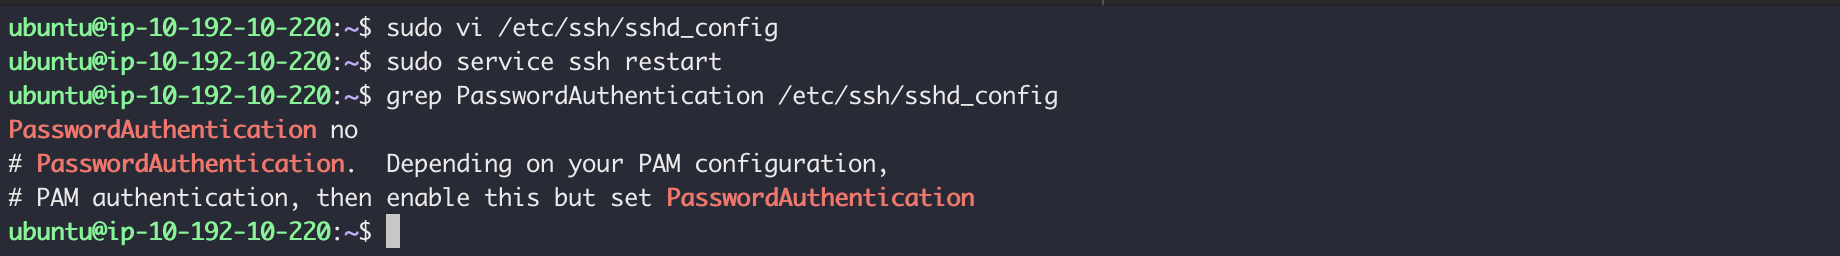 ubuntu@ip-10-192-10-220:~$ sudo vi /etc/ssh/sshd_config
ubuntu@ip-10-192-10-220:~$ sudo service ssh restart
ubuntu@ip-10-192-10-220:~$ grep PasswordAuthentication /etc/ssh/sshd_config
PasswordAuthentication no
# PasswordAuthentication.  Depending on your PAM configuration,
# PAM authentication, then enable this but set PasswordAuthentication
ubuntu@ip-10-192-10-220:~$